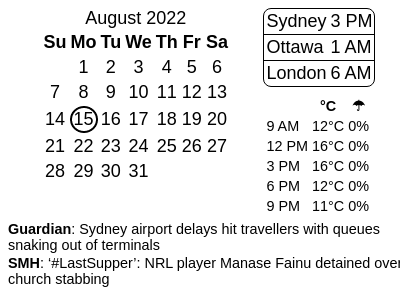 August 2022
Su Mo Tu We Th Fr Sa
1 2 3 4 5 6
7 8 9 10 11 12 13
14 15 16 17 18 19 20
21 22 23 24 25 26 27
28 29 30 31
Sydney 3 PM
Ottawa 1 AM
London 6 AM
°C ☂
9 AM 12°C 0%
12 PM 16°C 0%
3 PM 16°C 0%
6 PM 12°C 0%
9 PM 11°C 0%
Guardian: Sydney airport delays hit travellers with queues
snaking out of terminals
SMH: ‘#LastSupper’: NRL player Manase Fainu detained over
church stabbing